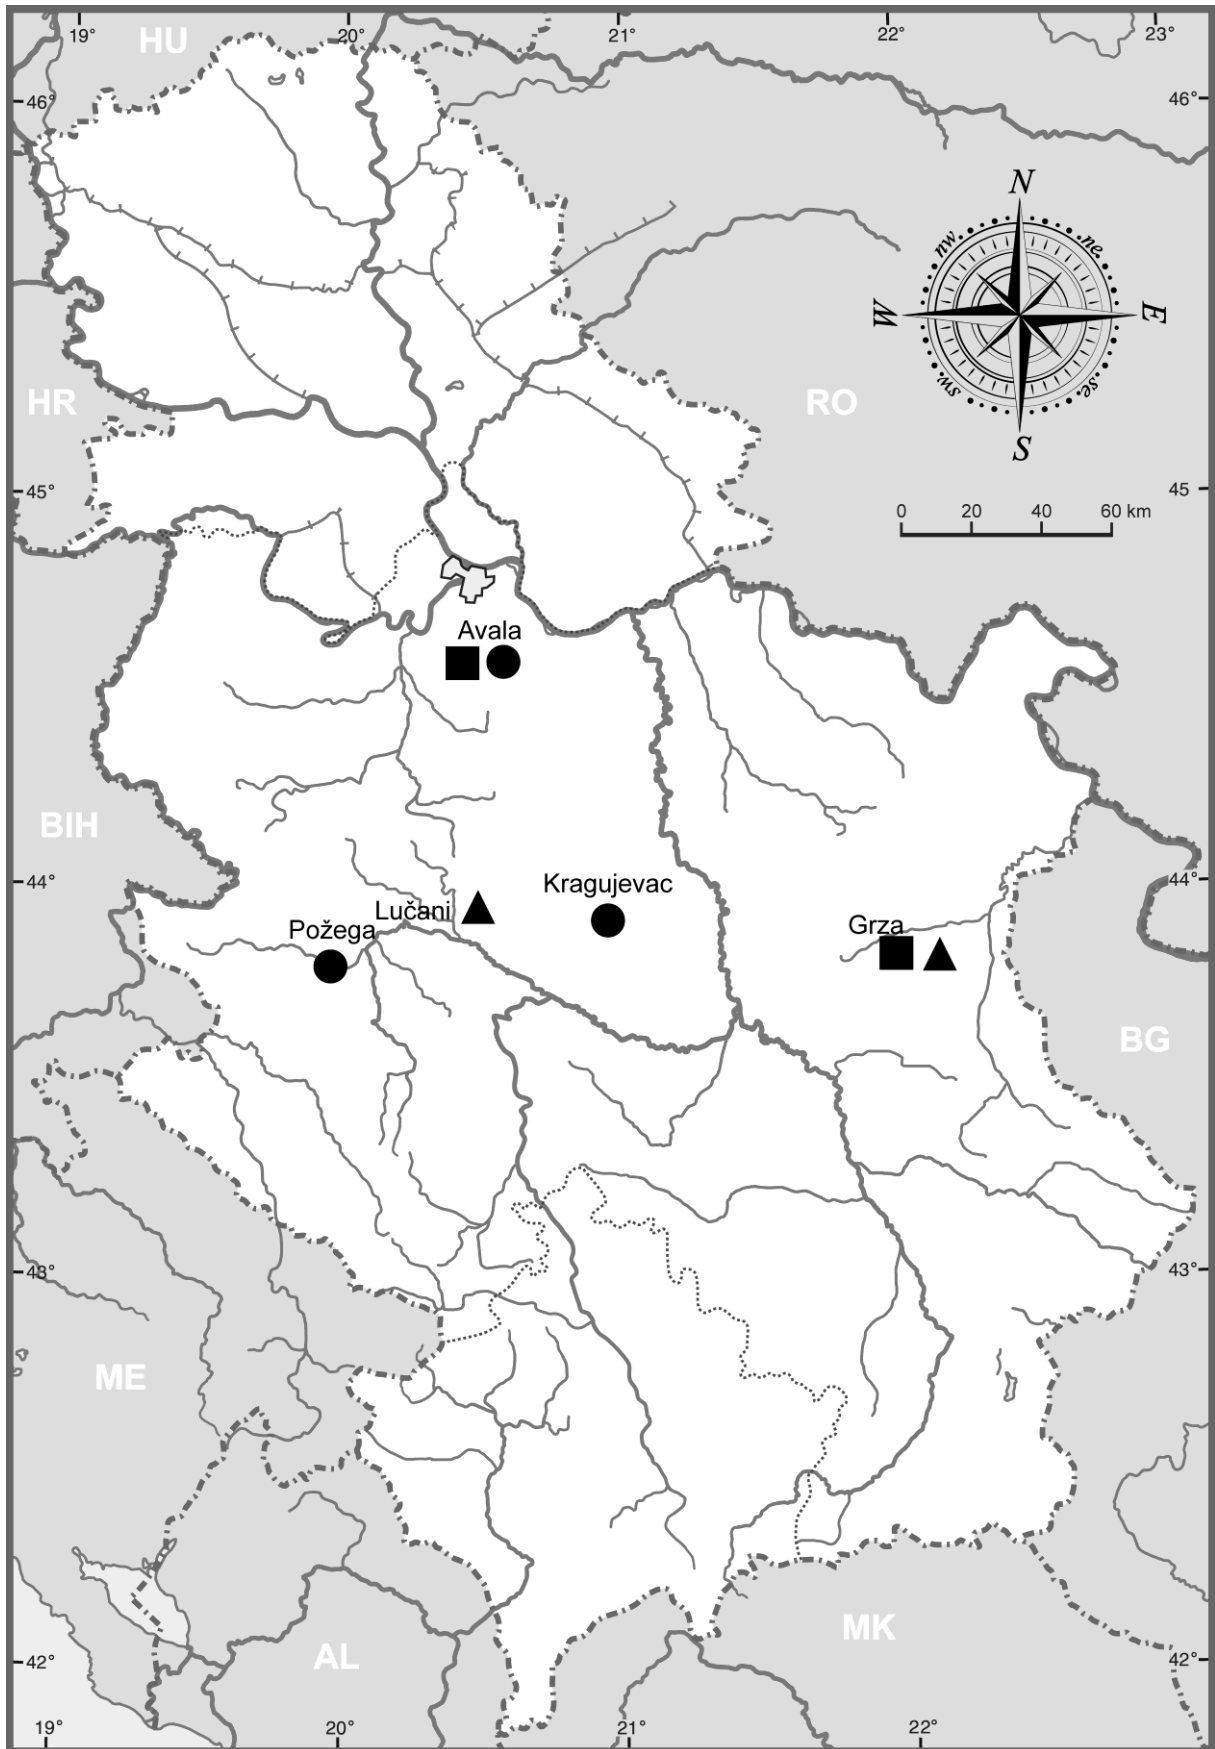 19°
20°
21°
22°
23°
HU
46°
46°
N
nw
ne
W
E
sw
se
S
HR
RO
45°
45
0 20 40 60 km
Avala
BIH
44°
44°
Kragujevac
Lučani
Požega
Grza
BG
43°
43°
ME
MK
AL
42°
42°
19°
20°
21°
22°